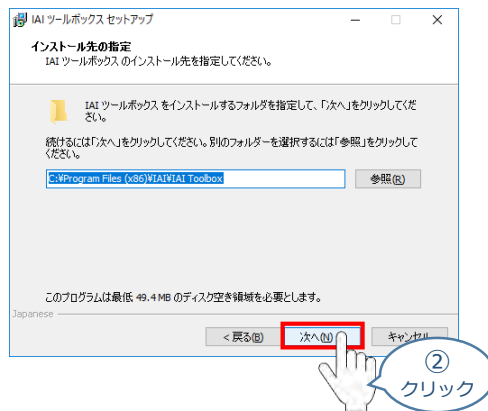 IAI ツールボックス セットアップ
インストール先の指定
IAI ツールボックス のインストール先を指定してください。
IAI ツールボックス をインストールするフォルダを指定して、「次へ」をクリックしてくだ
さい。
続けるには「次へ」をクリックしてください。別のフォルダーを選択するには「参照」をクリックして
ください。
C:¥Program Files (x86)¥IAI¥IAI Toolbox
参照(R)
このプログラムは最低 49.4 MB のディスク空き領域を必要とします。
Japanese
< 戻る(B)
次へ(N)
キャンセル
②
クリック